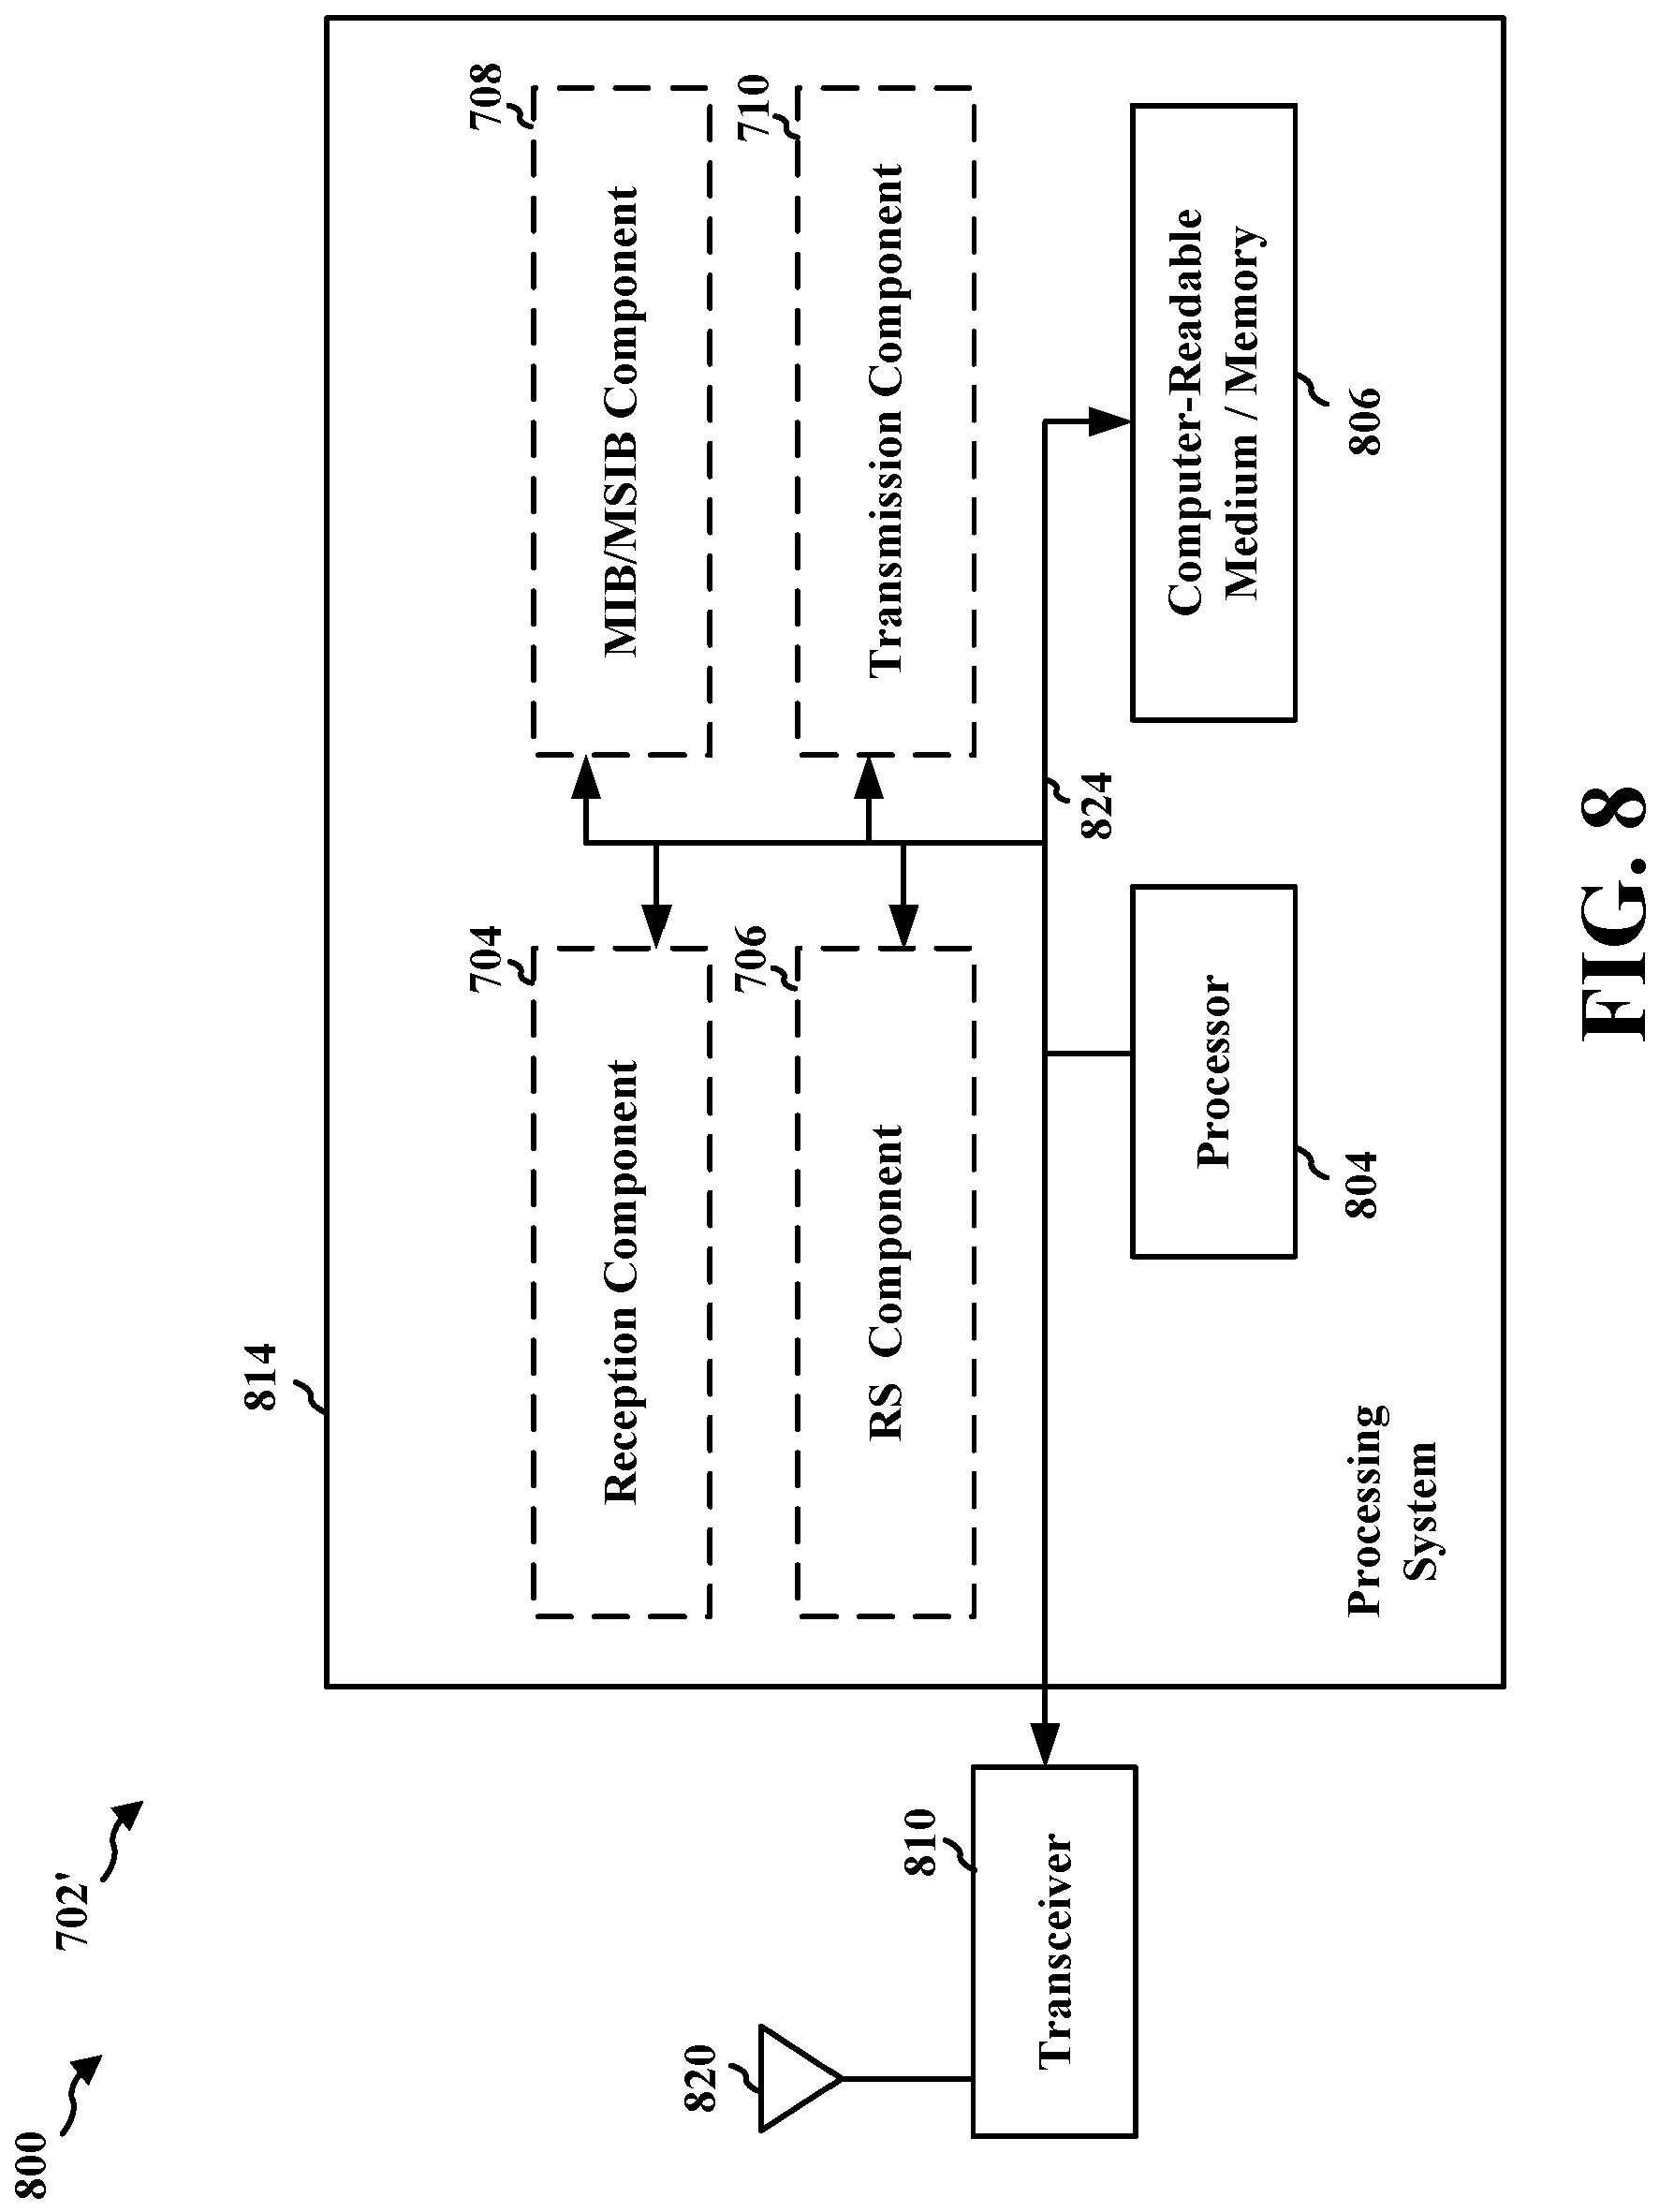 800
702'
814
704
Reception Component
708
MIB/MSIB Component
706
RS Component
710
Transmission Component
824
820
810
Transceiver
Processor
804
Computer-Readable
Medium / Memory
806
Processing
System
FIG. 8